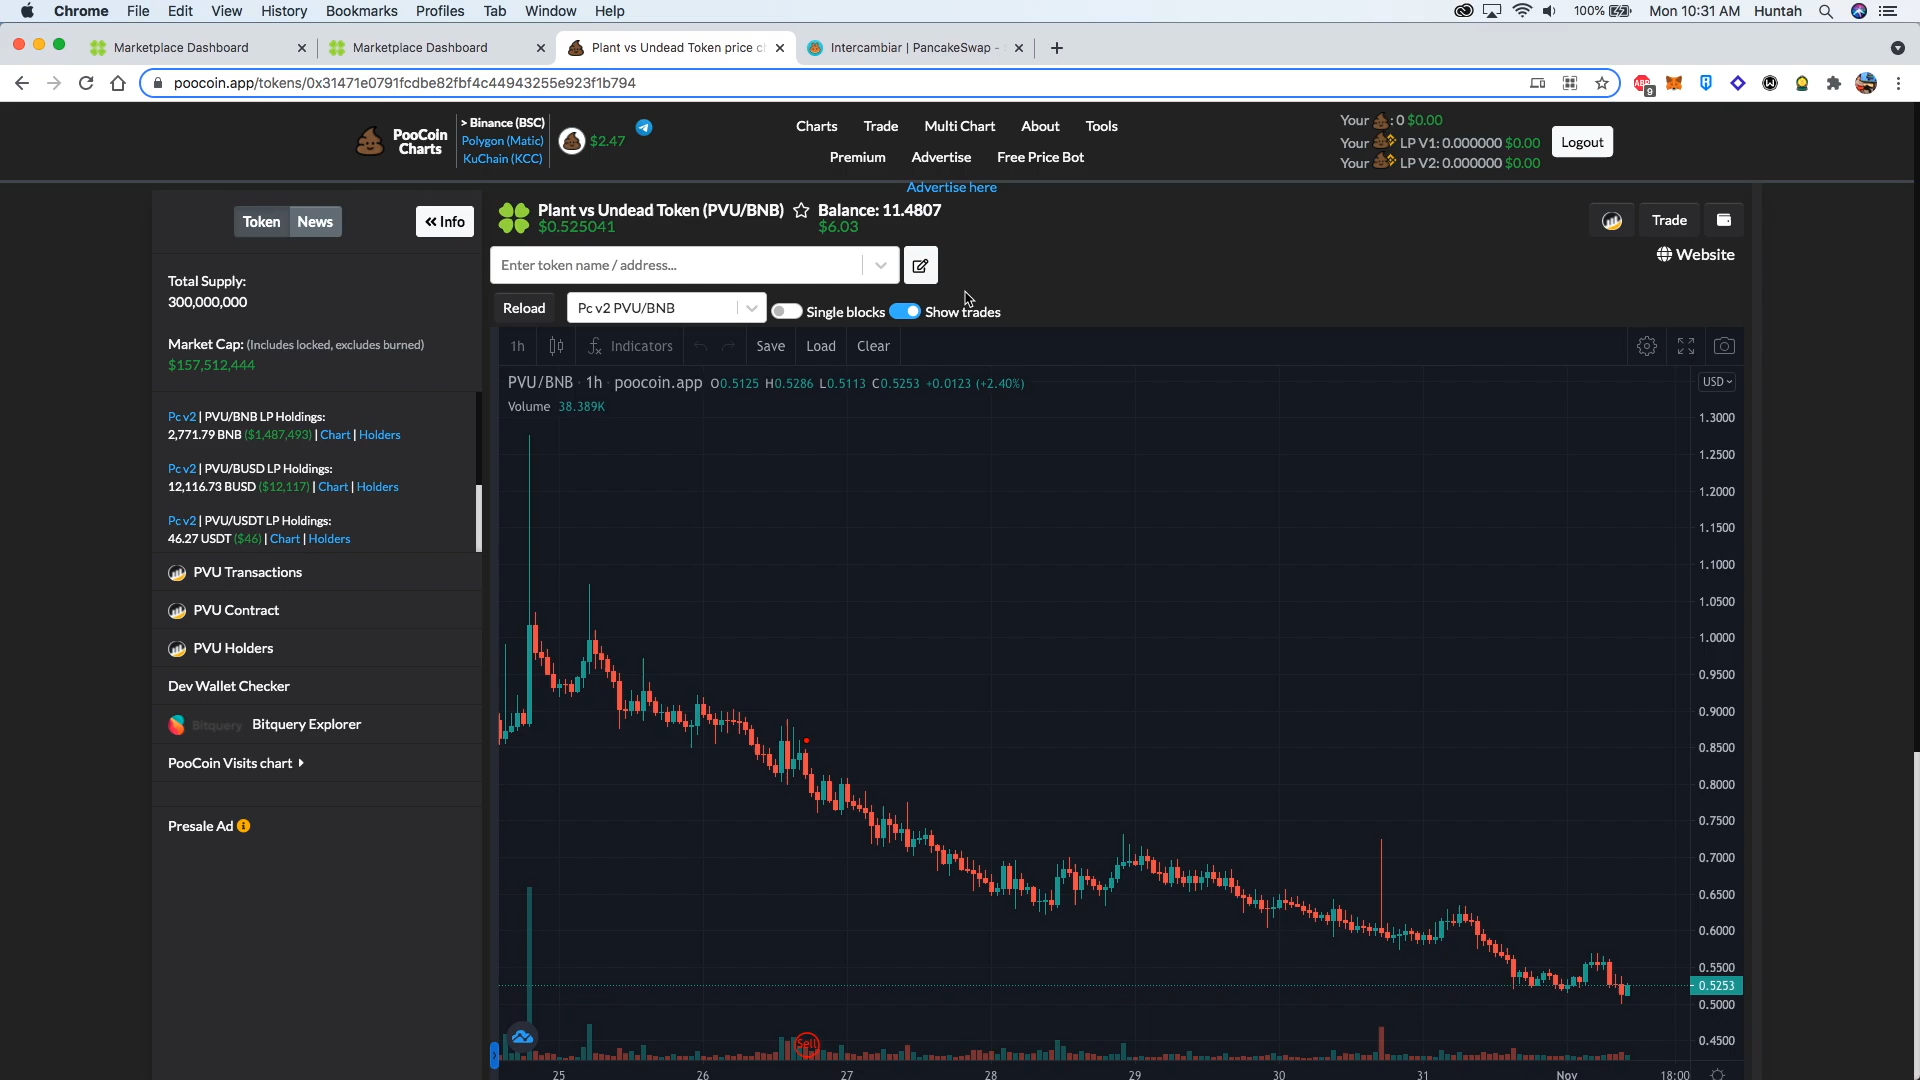 Chrome File Edit View History Bookmarks Profiles Tab Window Help 100% Mon 10:31 AM Huntah
Marketplace Dashboard Marketplace Dashboard Plant vs Undead Token price c Intercambiar | PancakeSwap -
poocoin.app/tokens/0x31471e0791fcdbe82fbf4c44943255e923f1b794 ABP 9
PooCoin Charts
> Binance (BSC)
Polygon (Matic)
KuChain (KCC)
$2.47
Charts Trade Multi Chart About Tools
Premium Advertise Free Price Bot
Your : 0 $0.00
Your LP V1: 0.000000 $0.00
Your LP V2: 0.000000 $0.00
Logout
Advertise here
Token News « Info
Total Supply:
300,000,000
Market Cap: (Includes locked, excludes burned)
$157,512,444
Pc v2 | PVU/BNB LP Holdings:
2,771.79 BNB ($1,487,493) | Chart | Holders
Pc v2 | PVU/BUSD LP Holdings:
12,116.73 BUSD ($12,117) | Chart | Holders
Pc v2 | PVU/USDT LP Holdings:
46.27 USDT ($46) | Chart | Holders
PVU Transactions
PVU Contract
PVU Holders
Dev Wallet Checker
Bitquery Bitquery Explorer
PooCoin Visits chart
Presale Ad
Plant vs Undead Token (PVU/BNB) Balance: 11.4807
$0.525041 $6.03
Trade
Website
Enter token name / address...
Reload Pc v2 PVU/BNB Single blocks Show trades
1h Indicators Save Load Clear
PVU/BNB · 1h · poocoin.app O0.5125 H0.5286 L0.5113 C0.5253 +0.0123 (+2.40%)
Volume 38.389K
USD
1.3000
1.2500
1.2000
1.1500
1.1000
1.0500
1.0000
0.9500
0.9000
0.8500
0.8000
0.7500
0.7000
0.6500
0.6000
0.5500
0.5253
0.5000
0.4500
Sell
25 26 27 28 29 30 31 Nov 18:00